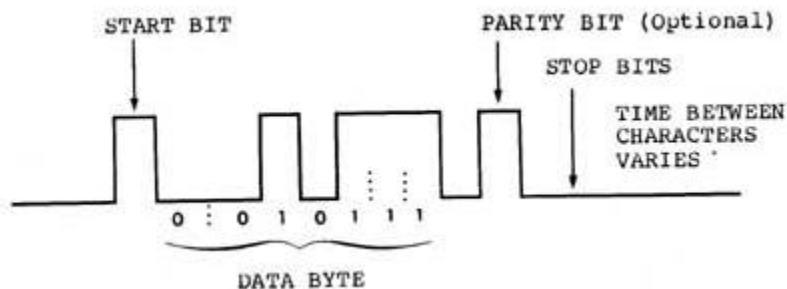 START BIT
PARITY BIT (Optional)
STOP BITS
TIME BETWEEN
CHARACTERS
VARIES
0 0 1 0 1 1 1
DATA BYTE